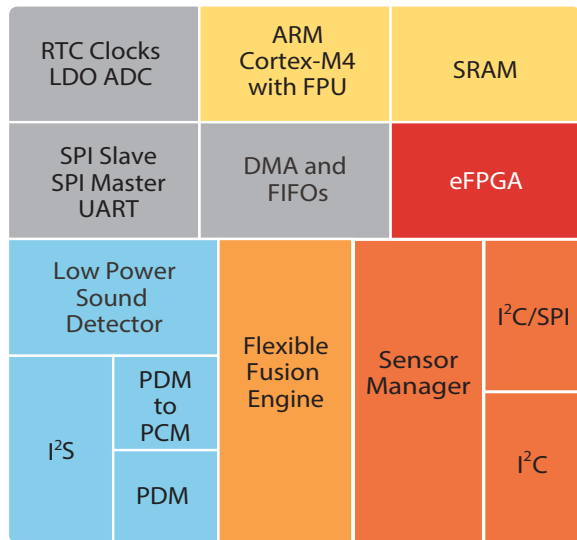 RTC Clocks
LDO ADC
ARM
Cortex-M4
with FPU
SRAM
SPI Slave
SPI Master
UART
DMA and
FIFOs
eFPGA
Low Power
Sound
Detector
Flexible
Fusion
Engine
Sensor
Manager
I²C/SPI
I²S
PDM
to
PCM
PDM
I²C